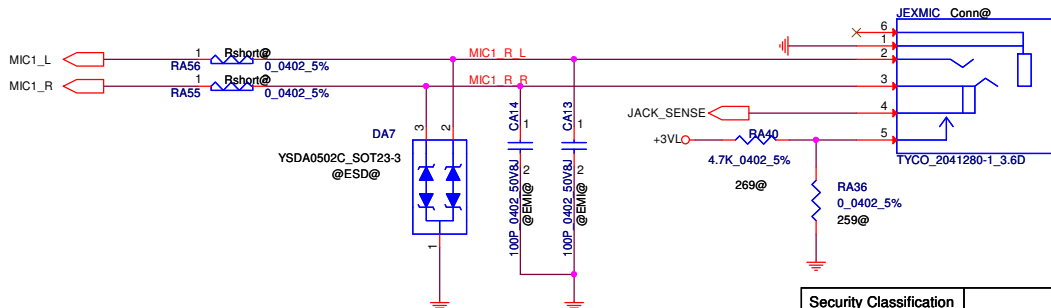 JEXMIC Conn@
6
1
2
3
4
5
TYCO_2041280-1_3.6D
MIC1_L
1
Rshort@
RA56
0_0402_5%
MIC1_R_L
MIC1_R
1
Rshort@
RA55
0_0402_5%
MIC1_R_R
JACK_SENSE
+3VL
RA40
4.7K_0402_5%
269@
RA36
0_0402_5%
259@
DA7
3
2
1
YSDA0502C_SOT23-3
@ESD@
CA14
1
2
100P_0402_50V8J
@EMI@
CA13
1
2
100P_0402_50V8J
@EMI@
Security Classification